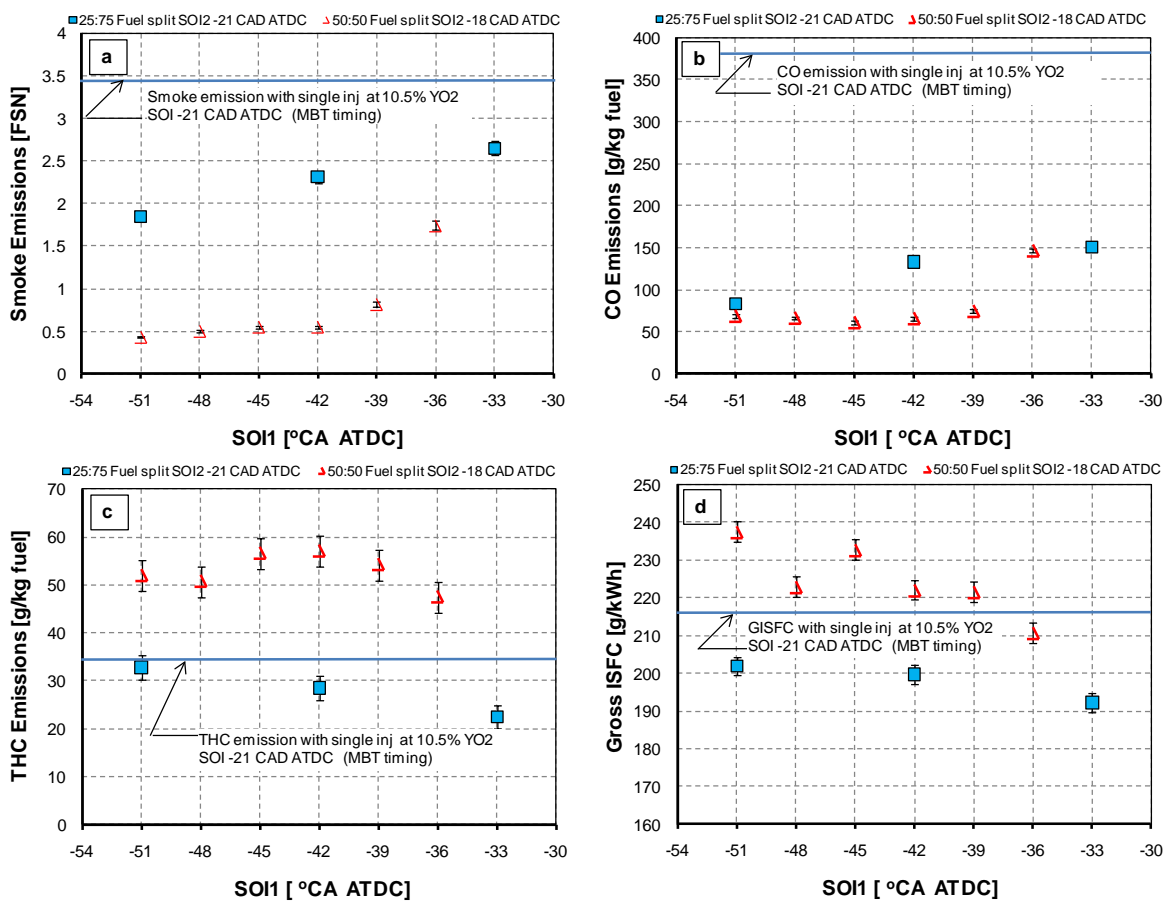 25:75 Fuel split SOI2 -21 CAD ATDC 50:50 Fuel split SOI2 -18 CAD ATDC
a
Smoke Emissions [FSN]
4
3.5
3
2.5
2
1.5
1
0.5
0
Smoke emission with single inj at 10.5% YO2
SOI -21 CAD ATDC (MBT timing)
-54 -51 -48 -45 -42 -39 -36 -33 -30
SOI1 [ºCA ATDC]
25:75 Fuel split SOI2 -21 CAD ATDC 50:50 Fuel split SOI2 -18 CAD ATDC
b
CO Emissions [g/kg fuel]
400
350
300
250
200
150
100
50
0
CO emission with single inj at 10.5% YO2
SOI -21 CAD ATDC (MBT timing)
-54 -51 -48 -45 -42 -39 -36 -33 -30
SOI1 [ ºCA ATDC]
25:75 Fuel split SOI2 -21 CAD ATDC 50:50 Fuel split SOI2 -18 CAD ATDC
c
THC Emissions [g/kg fuel]
70
60
50
40
30
20
10
0
THC emission with single inj at 10.5% YO2
SOI -21 CAD ATDC (MBT timing)
-54 -51 -48 -45 -42 -39 -36 -33 -30
SOI1 [ ºCA ATDC]
25:75 Fuel split SOI2 -21 CAD ATDC 50:50 Fuel split SOI2 -18 CAD ATDC
d
Gross ISFC [g/kWh]
250
240
230
220
210
200
190
180
170
160
GISFC with single inj at 10.5% YO2
SOI -21 CAD ATDC (MBT timing)
-54 -51 -48 -45 -42 -39 -36 -33 -30
SOI1 [ ºCA ATDC]